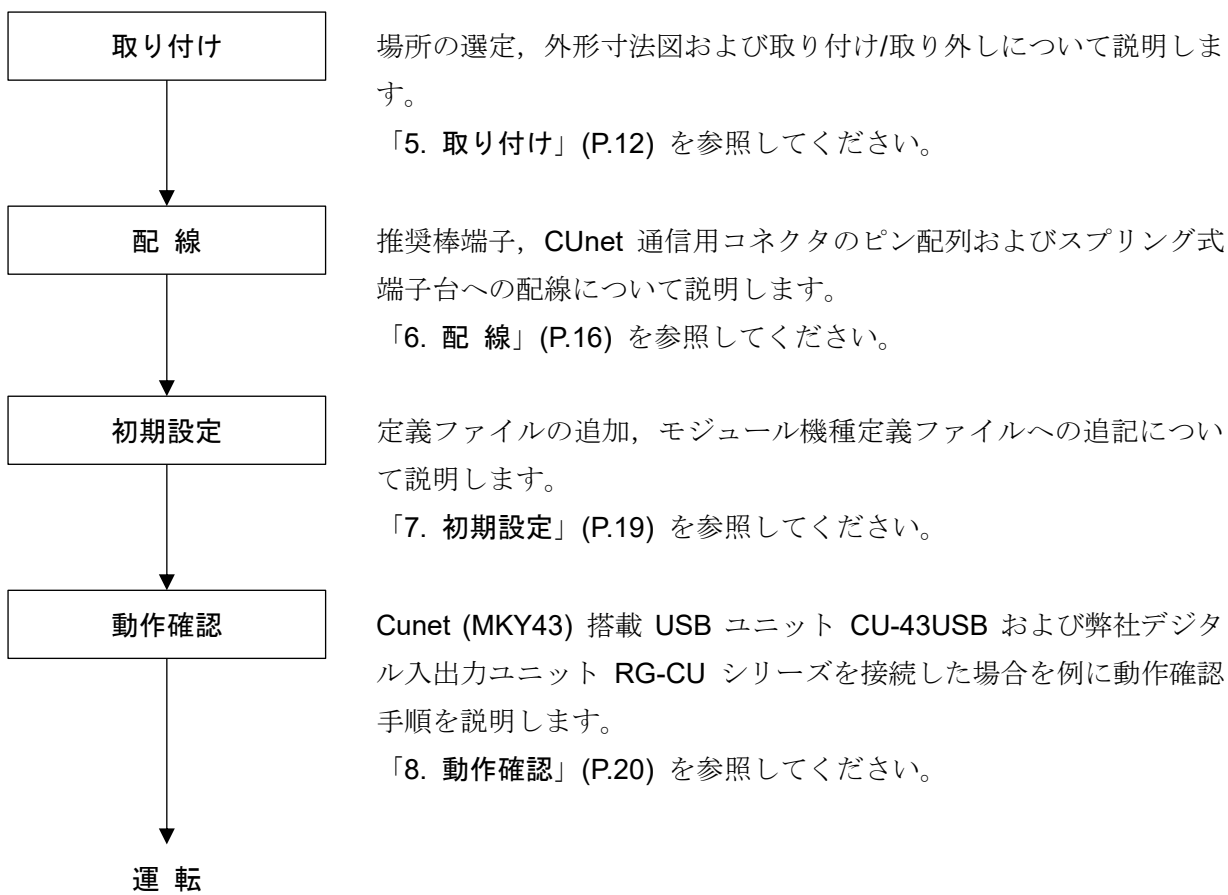 取り付け
場所の選定，外形寸法図および取り付け/取り外しについて説明しま
す。
「5. 取り付け」(P.12) を参照してください。
配 線
推奨棒端子，CUnet 通信用コネクタのピン配列およびスプリング式
端子台への配線について説明します。
「6. 配 線」(P.16) を参照してください。
初期設定
定義ファイルの追加，モジュール機種定義ファイルへの追記につい
て説明します。
「7. 初期設定」(P.19) を参照してください。
動作確認
Cunet (MKY43) 搭載 USB ユニット CU-43USB および弊社デジタ
ル入出力ユニット RG-CU シリーズを接続した場合を例に動作確認
手順を説明します。
「8. 動作確認」(P.20) を参照してください。
運 転